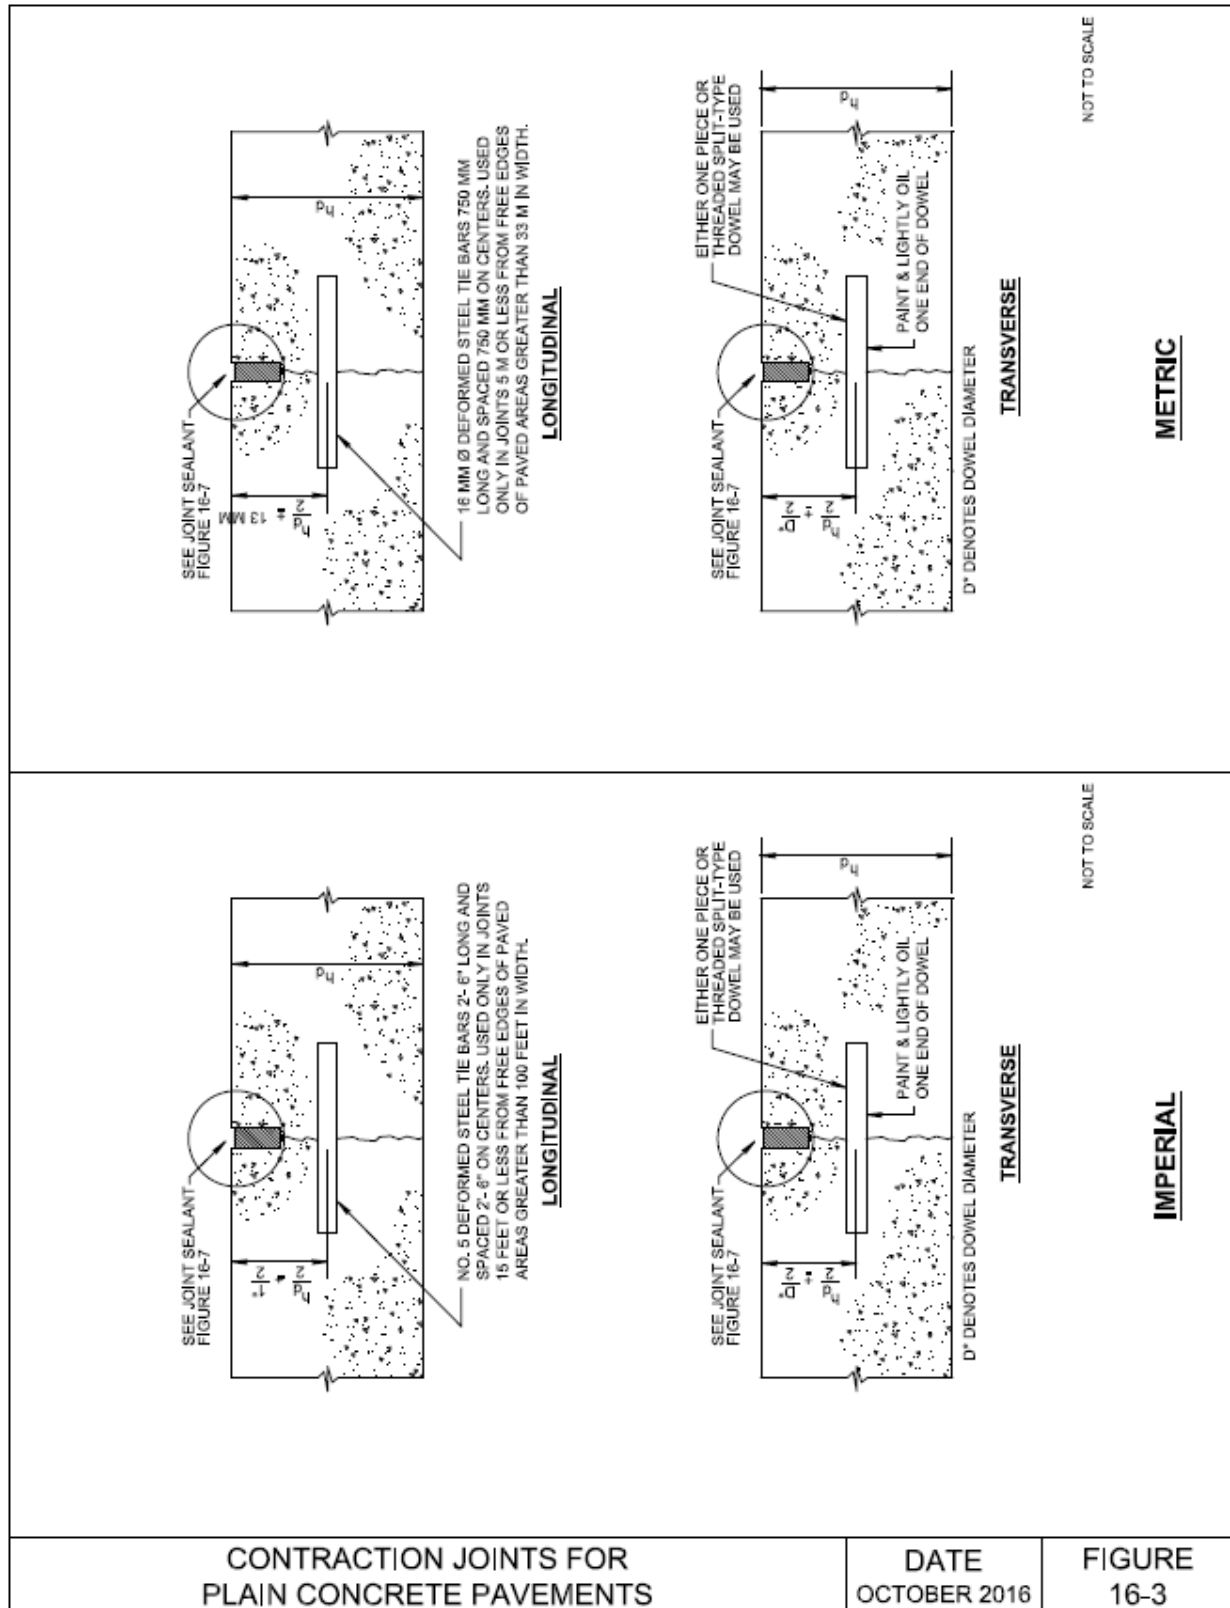 SEE JOINT SEALANT
FIGURE 16-7
h_d/2 ± 13 MM
h_d
16 MM Ø DEFORMED STEEL TIE BARS 750 MM
LONG AND SPACED 750 MM ON CENTERS. USED
ONLY IN JOINTS 5 M OR LESS FROM FREE EDGES
OF PAVED AREAS GREATER THAN 33 M IN WIDTH.
LONGITUDINAL
SEE JOINT SEALANT
FIGURE 16-7
EITHER ONE PIECE OR
THREADED SPLIT-TYPE
DOWEL MAY BE USED
h_d/2 ± D*/2
h_d
PAINT & LIGHTLY OIL
ONE END OF DOWEL
D* DENOTES DOWEL DIAMETER
TRANSVERSE
NOT TO SCALE
METRIC
SEE JOINT SEALANT
FIGURE 16-7
h_d/2 ± 1"/2
h_d
NO. 5 DEFORMED STEEL TIE BARS 2'- 6" LONG AND
SPACED 2'- 6" ON CENTERS. USED ONLY IN JOINTS
15 FEET OR LESS FROM FREE EDGES OF PAVED
AREAS GREATER THAN 100 FEET IN WIDTH.
LONGITUDINAL
SEE JOINT SEALANT
FIGURE 16-7
EITHER ONE PIECE OR
THREADED SPLIT-TYPE
DOWEL MAY BE USED
h_d/2 ± D*/2
h_d
PAINT & LIGHTLY OIL
ONE END OF DOWEL
D* DENOTES DOWEL DIAMETER
TRANSVERSE
NOT TO SCALE
IMPERIAL
CONTRACTION JOINTS FOR
PLAIN CONCRETE PAVEMENTS
DATE
OCTOBER 2016
FIGURE
16-3